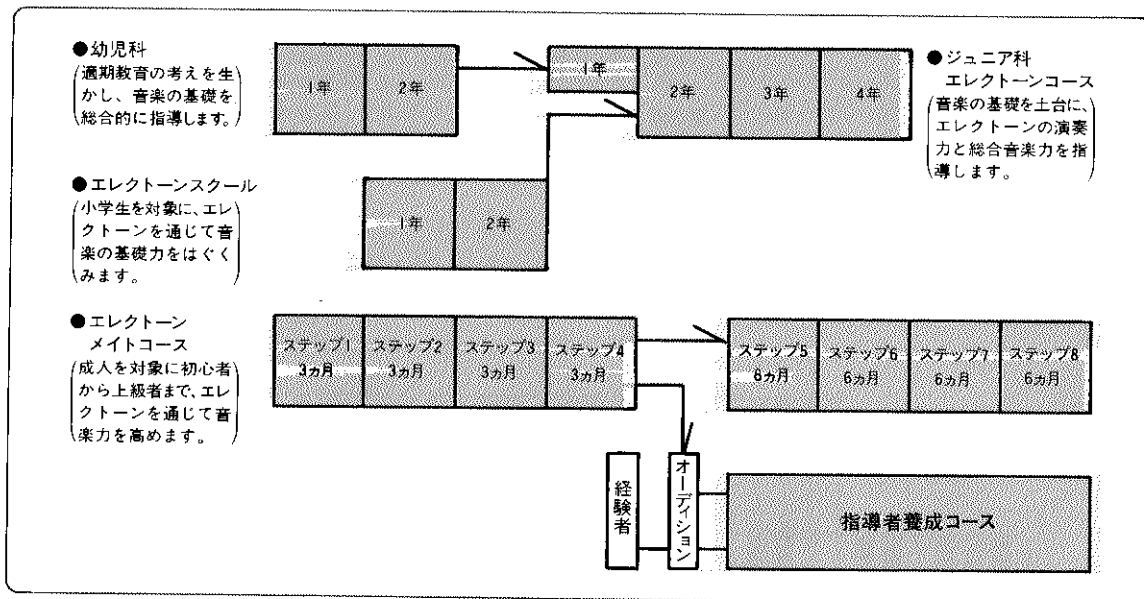 ●幼児科
(適期教育の考えを生
かし、音楽の基礎を
総合的に指導します。)
1年
2年
1年
2年
3年
4年
●ジュニア科
エレクトーンコース
(音楽の基礎を土台に、
エレクトーンの演奏
力と総合音楽力を指
導します。)
●エレクトーンスクール
(小学生を対象に、エレ
クトーンを通じて音
楽の基礎力をはぐく
みます。)
1年
2年
●エレクトーン
メイトコース
(成人を対象に初心者
から上級者まで、エレ
クトーンを通じて音
楽力を高めます。)
ステップ1
3ヵ月
ステップ2
3ヵ月
ステップ3
3ヵ月
ステップ4
3ヵ月
ステップ5
6ヵ月
ステップ6
6ヵ月
ステップ7
6ヵ月
ステップ8
6ヵ月
経験者
オーディション
指導者養成コース